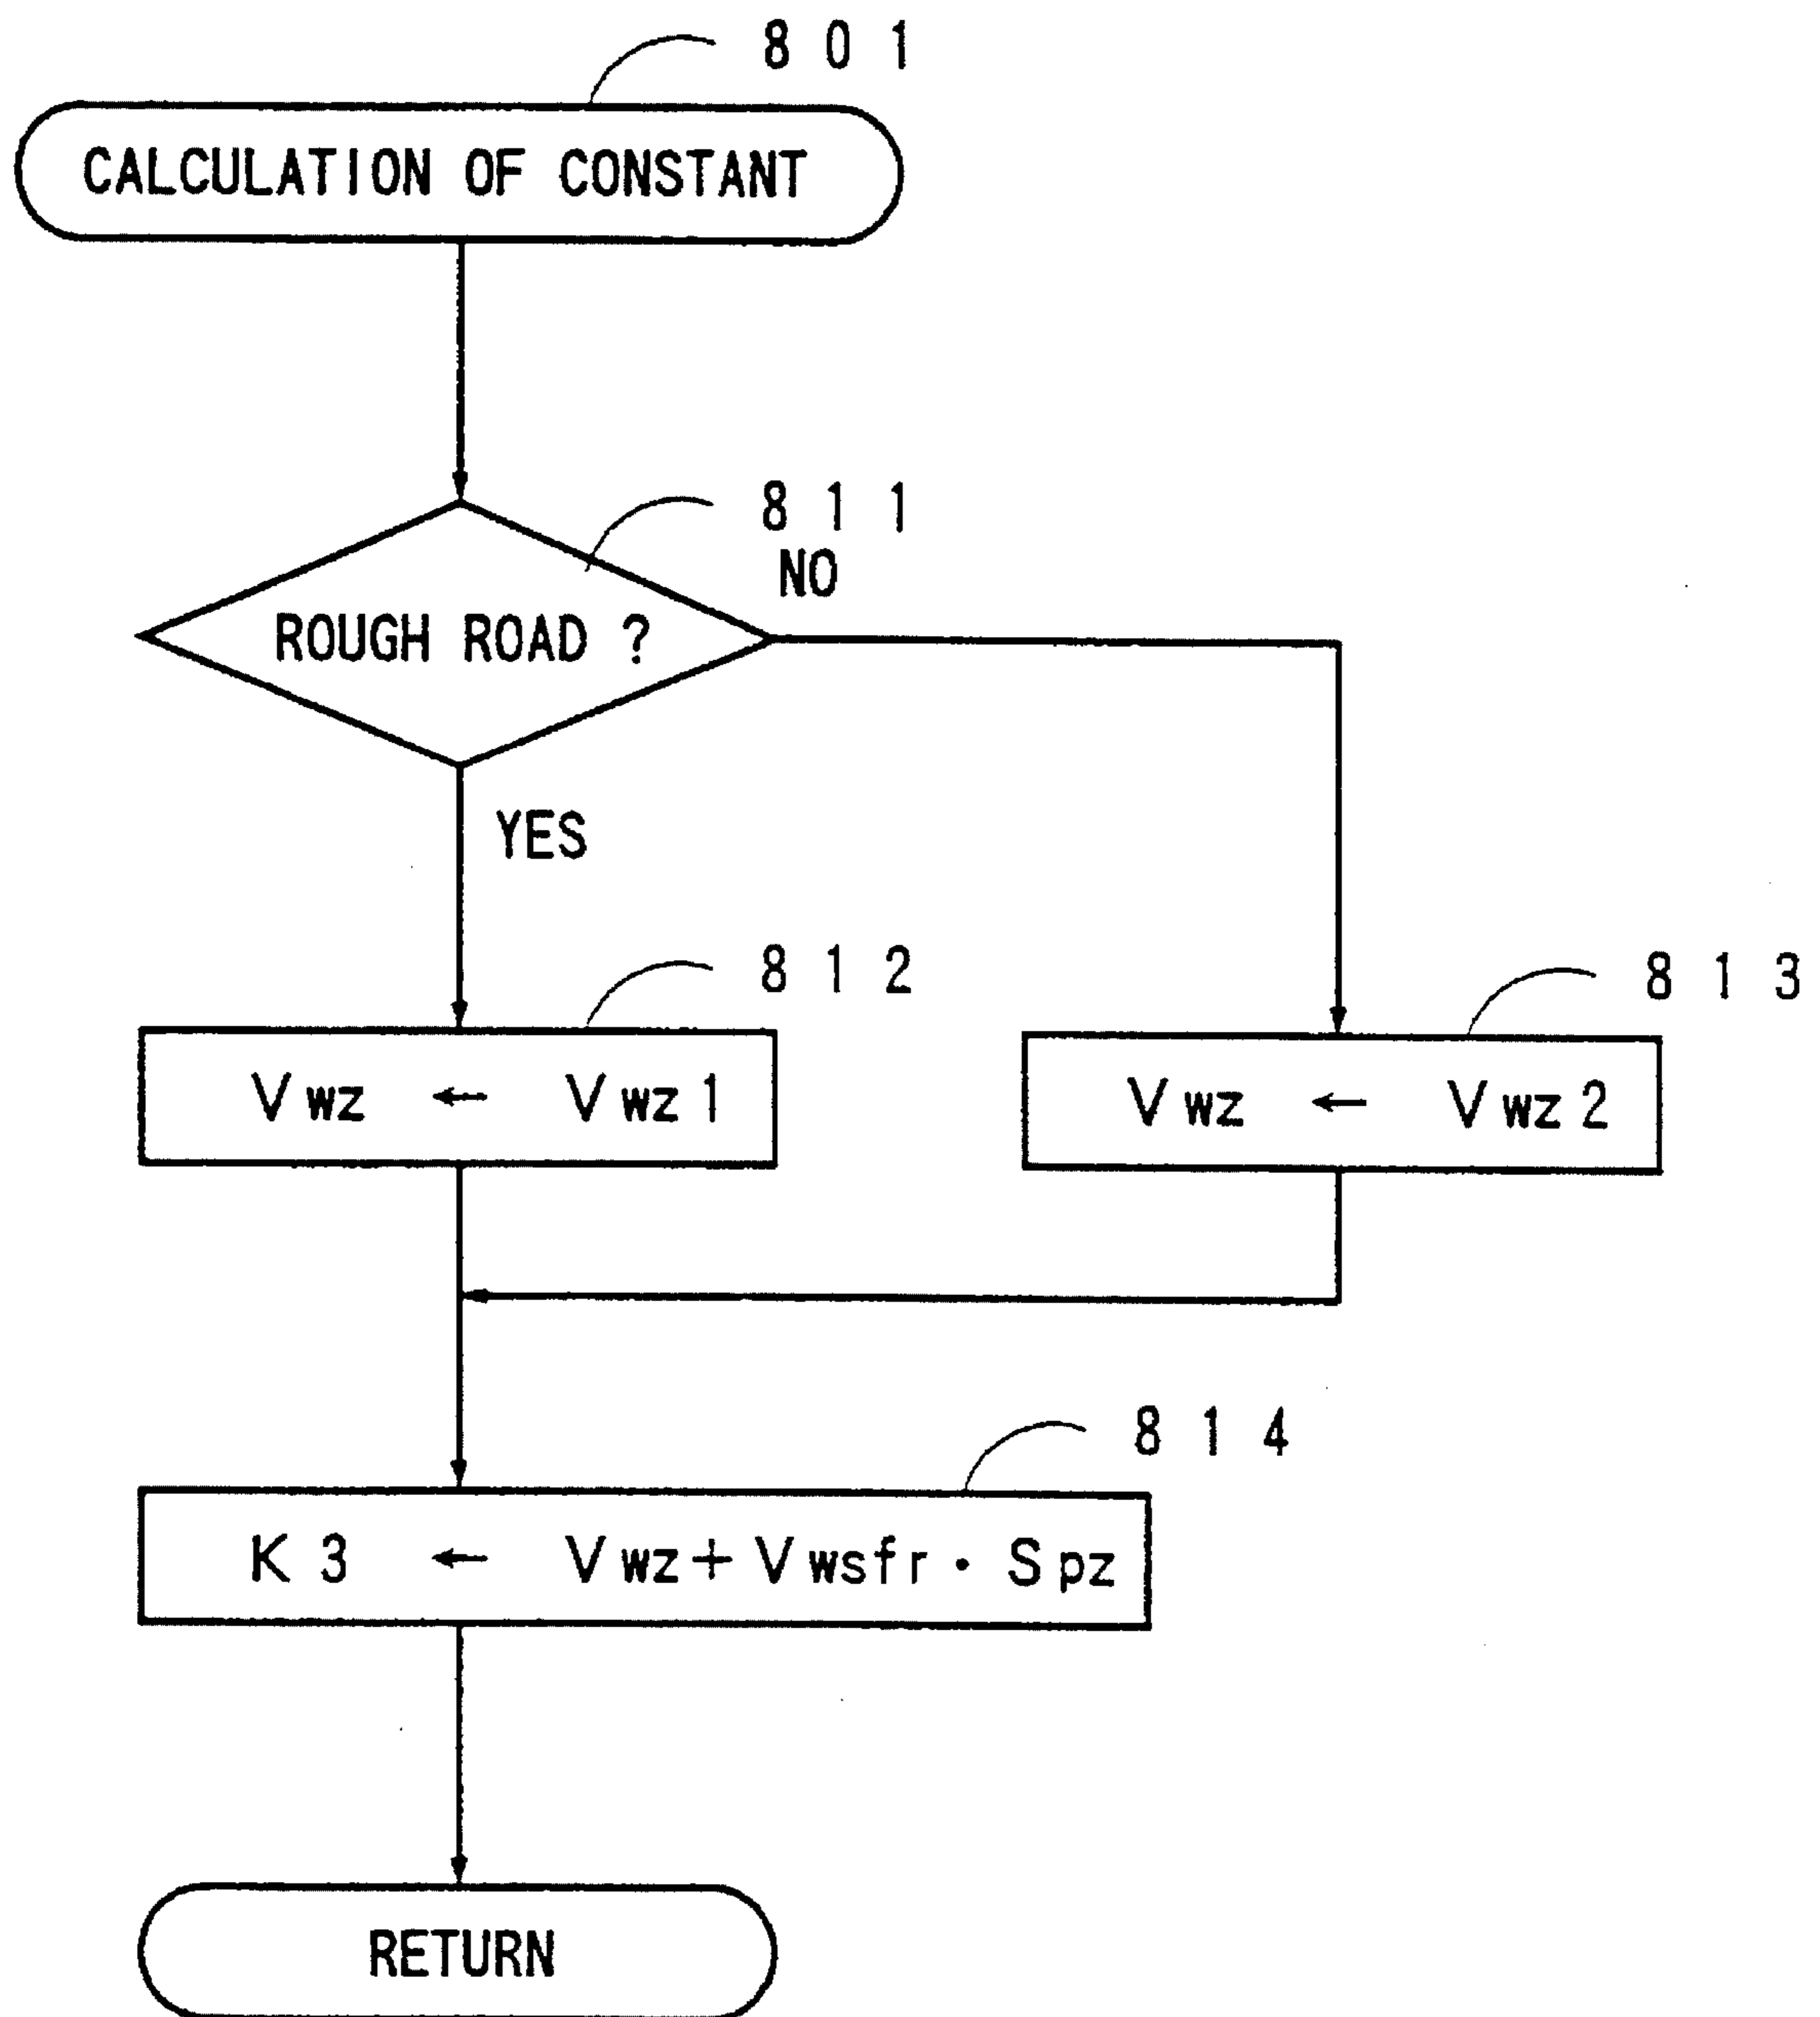 801
CALCULATION OF CONSTANT
811
NO
ROUGH ROAD ?
YES
812
813
Vwz ← Vwz1
Vwz ← Vwz2
814
K3 ← Vwz+Vwsfr・Spz
RETURN